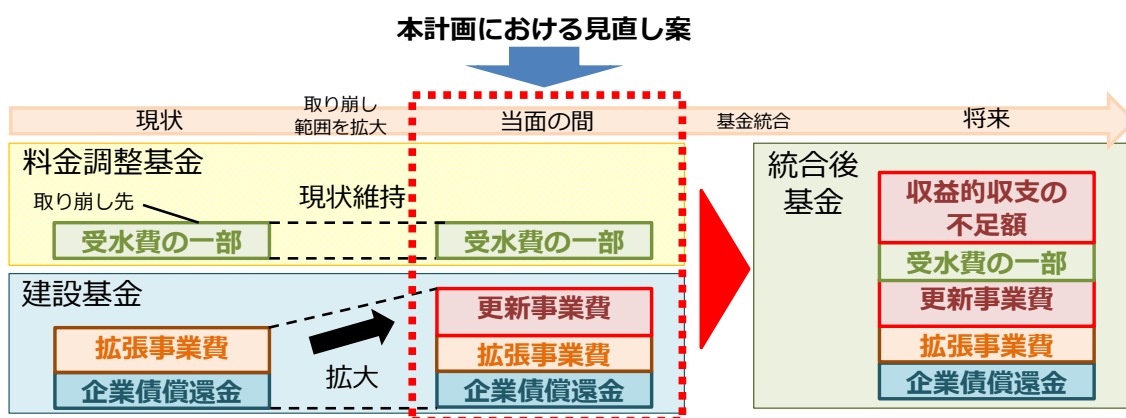 本計画における見直し案
現状
取り崩し
範囲を拡大
当面の間
基金統合
将来
料金調整基金
取り崩し先
現状維持
受水費の一部
受水費の一部
建設基金
拡張事業費
企業債償還金
拡大
更新事業費
拡張事業費
企業債償還金
統合後
基金
収益的収支の
不足額
受水費の一部
更新事業費
拡張事業費
企業債償還金